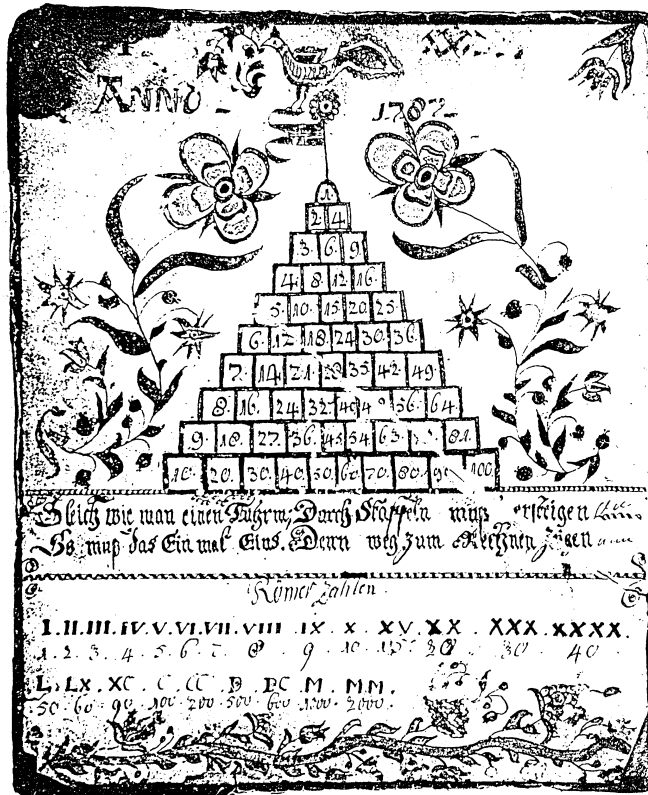 ANNO 1787
1.
2. 4.
3. 6. 9
4. 8. 12. 16.
5. 10. 15. 20. 25
6. 12. 18. 24. 30. 36.
7. 14. 21. 28 35. 42. 49.
8. 16. 24 32. 40 4 56. 64
9. 18. 27. 36. 45 54 63. 81.
10. 20. 30. 40. 50. 60. 70. 80. 9 100.
Gleich wie man einen Tuhrm; Durch Staffeln muß ersteigen
So muß das Ein mal Eins. Denn weg zum Rechnen zeigen
Römer Zahlen.
I. II. III. IV. V. VI. VII. VIII IX. X. XV. XX XXX. XXXX.
1. 2. 3. 4. 5. 6. 7. 8 9 10. 15 20 30. 40.
L. LX. XC. C. CC. D. DC. M. MM.
50. 60. 90. 100. 200. 500. 600. 1000. 2000.